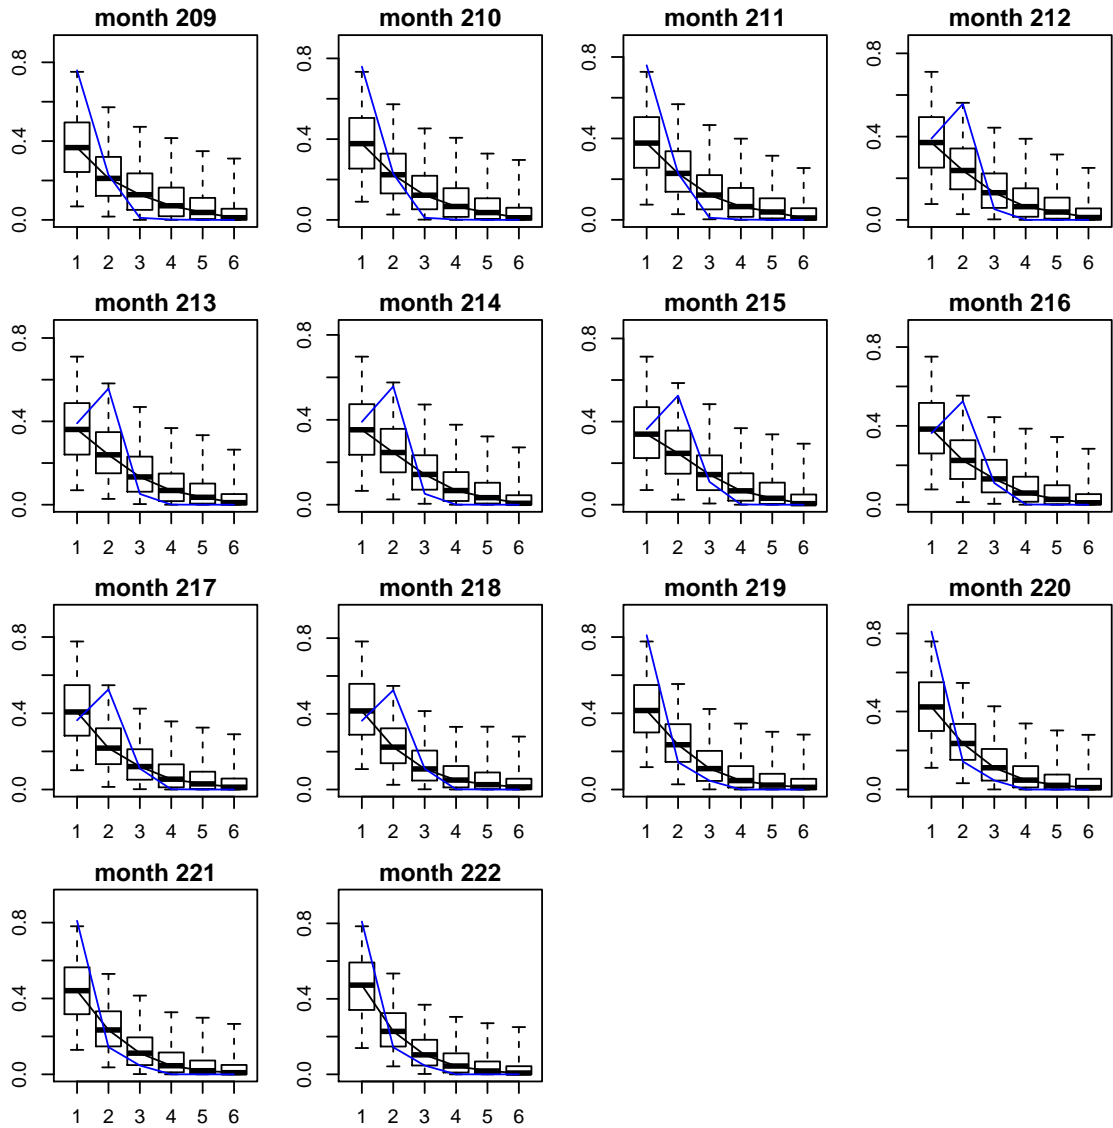 month 209 month 210 month 211 month 212
0.0 0.4 0.8 0.0 0.4 0.8 0.0 0.4 0.8 0.0 0.4 0.8
1 2 3 4 5 6 1 2 3 4 5 6 1 2 3 4 5 6 1 2 3 4 5 6
month 213 month 214 month 215 month 216
0.0 0.4 0.8 0.0 0.4 0.8 0.0 0.4 0.8 0.0 0.4 0.8
1 2 3 4 5 6 1 2 3 4 5 6 1 2 3 4 5 6 1 2 3 4 5 6
month 217 month 218 month 219 month 220
0.0 0.4 0.8 0.0 0.4 0.8 0.0 0.4 0.8 0.0 0.4 0.8
1 2 3 4 5 6 1 2 3 4 5 6 1 2 3 4 5 6 1 2 3 4 5 6
month 221 month 222
0.0 0.4 0.8 0.0 0.4 0.8
1 2 3 4 5 6 1 2 3 4 5 6